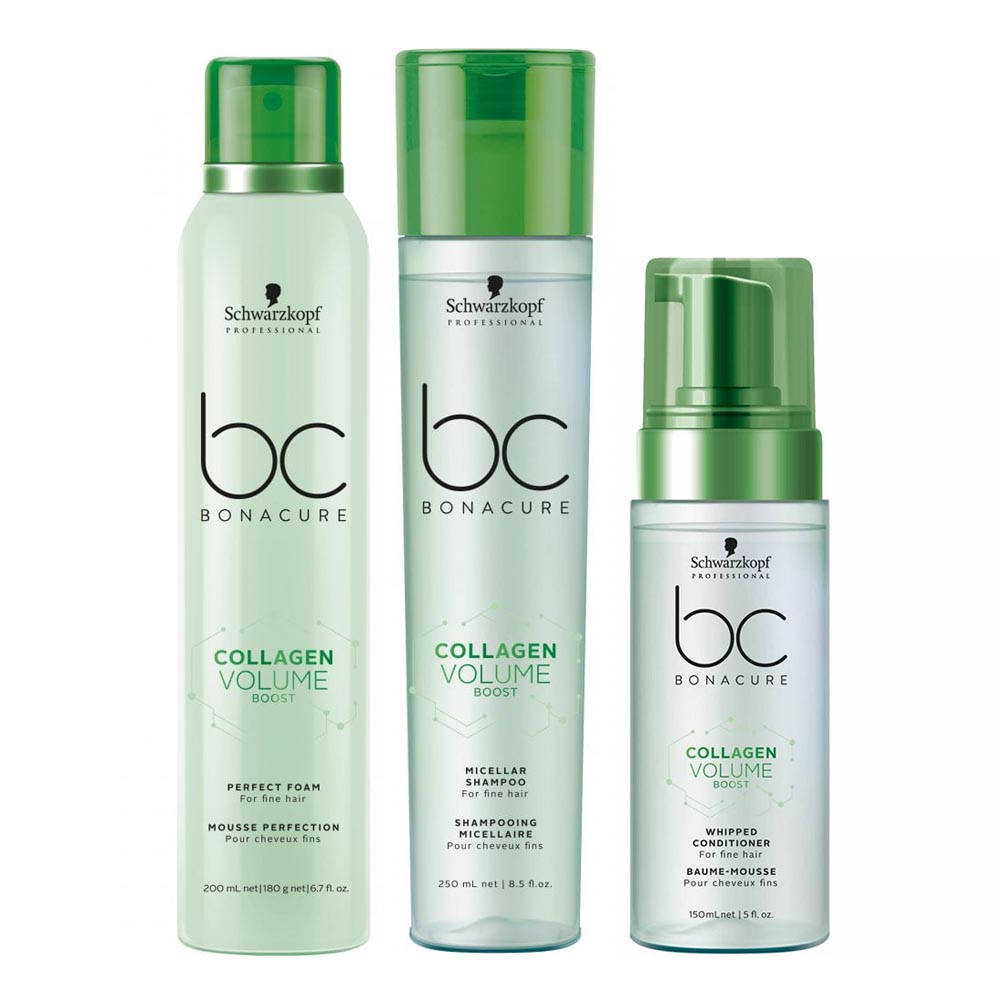 Schwarzkopf
PROFESSIONAL
bc
BONACURE
COLLAGEN
VOLUME
BOOST
PERFECT FOAM
For fine hair
MOUSSE PERFECTION
Pour cheveux fins
200 mL net|180 g net|6.7 fl. oz.
Schwarzkopf
PROFESSIONAL
bc
BONACURE
COLLAGEN
VOLUME
BOOST
MICELLAR
SHAMPOO
For fine hair
SHAMPOOING
MICELLAIRE
Pour cheveux fins
250 mL net | 8.5 fl.oz.
Schwarzkopf
PROFESSIONAL
bc
BONACURE
COLLAGEN
VOLUME
BOOST
WHIPPED
CONDITIONER
For fine hair
BAUME-MOUSSE
Pour cheveux fins
150mLnet | 5 fl. oz.